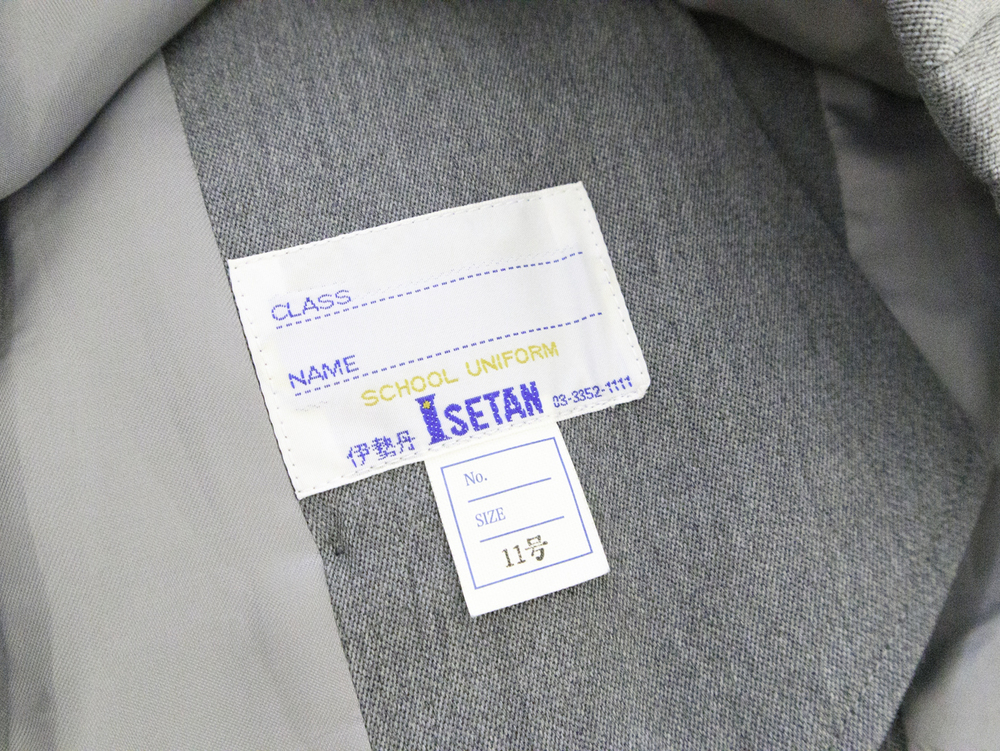 CLASS
NAME
SCHOOL UNIFORM
伊勢丹 ISETAN 03-3352-1111
No.
SIZE
11号